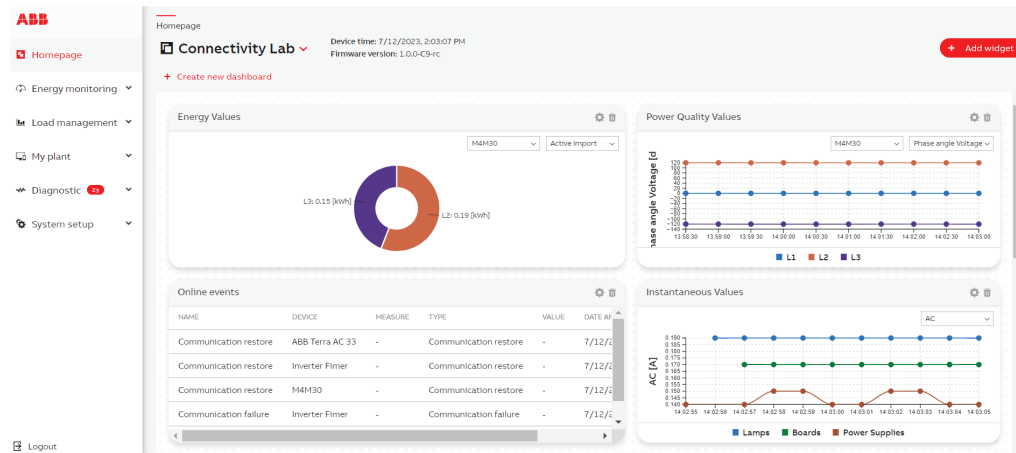 ABB
Homepage
Energy monitoring
Load management
My plant
Diagnostic 23
System setup
Logout
Homepage
Connectivity Lab
Device time: 7/12/2023, 2:03:07 PM
Firmware version: 1.0.0-C9-rc
+ Add widget
+ Create new dashboard
Energy Values
M4M30 Active import
L3: 0.15 [kWh]
L2: 0.19 [kWh]
Power Quality Values
M4M30 Phase angle Voltage
hase angle Voltage [d
120
100
80
60
40
20
0
-20
-40
-60
-80
-100
-120
-140
13:58:30 13:59:00 13:59:30 14:00:00 14:00:30 14:01:00 14:01:30 14:02:00 14:02:30 14:03:00
L1 L2 L3
Online events
NAME DEVICE MEASURE TYPE VALUE DATE AN
Communication restore ABB Terra AC 33 - Communication restore - 7/12/2
Communication restore Inverter Fimer - Communication restore - 7/12/2
Communication restore M4M30 - Communication restore - 7/12/2
Communication failure Inverter Fimer - Communication failure - 7/12/2
Instantaneous Values
AC
AC [A]
0.190
0.185
0.180
0.175
0.170
0.165
0.160
0.155
0.150
0.145
0.140
14:02:55 14:02:56 14:02:57 14:02:58 14:02:59 14:03:00 14:03:01 14:03:02 14:03:03 14:03:04 14:03:05
Lamps Boards Power Supplies